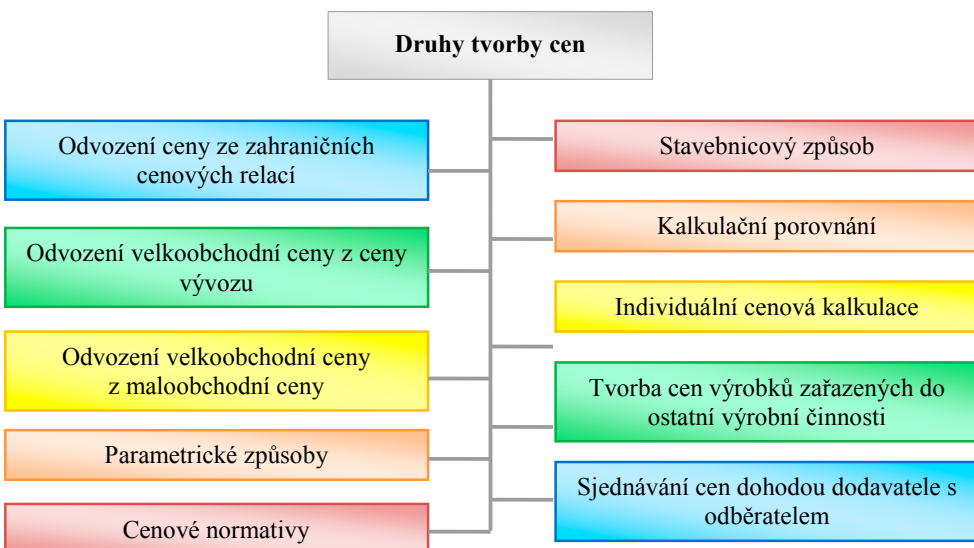 Druhy tvorby cen
Odvození ceny ze zahraničních
cenových relací
Odvození velkoobchodní ceny z ceny
vývozu
Odvození velkoobchodní ceny
z maloobchodní ceny
Parametrické způsoby
Cenové normativy
Stavebnicový způsob
Kalkulační porovnání
Individuální cenová kalkulace
Tvorba cen výrobků zařazených do
ostatní výrobní činnosti
Sjednávání cen dohodou dodavatele s
odběratelem